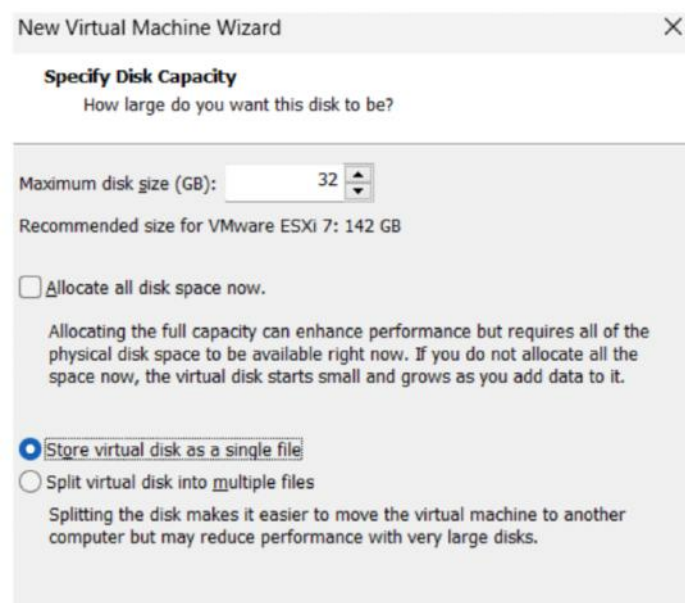 New Virtual Machine Wizard
Specify Disk Capacity
How large do you want this disk to be?
Maximum disk size (GB): 32
Recommended size for VMware ESXi 7: 142 GB
Allocate all disk space now.
Allocating the full capacity can enhance performance but requires all of the
physical disk space to be available right now. If you do not allocate all the
space now, the virtual disk starts small and grows as you add data to it.
Store virtual disk as a single file
Split virtual disk into multiple files
Splitting the disk makes it easier to move the virtual machine to another
computer but may reduce performance with very large disks.